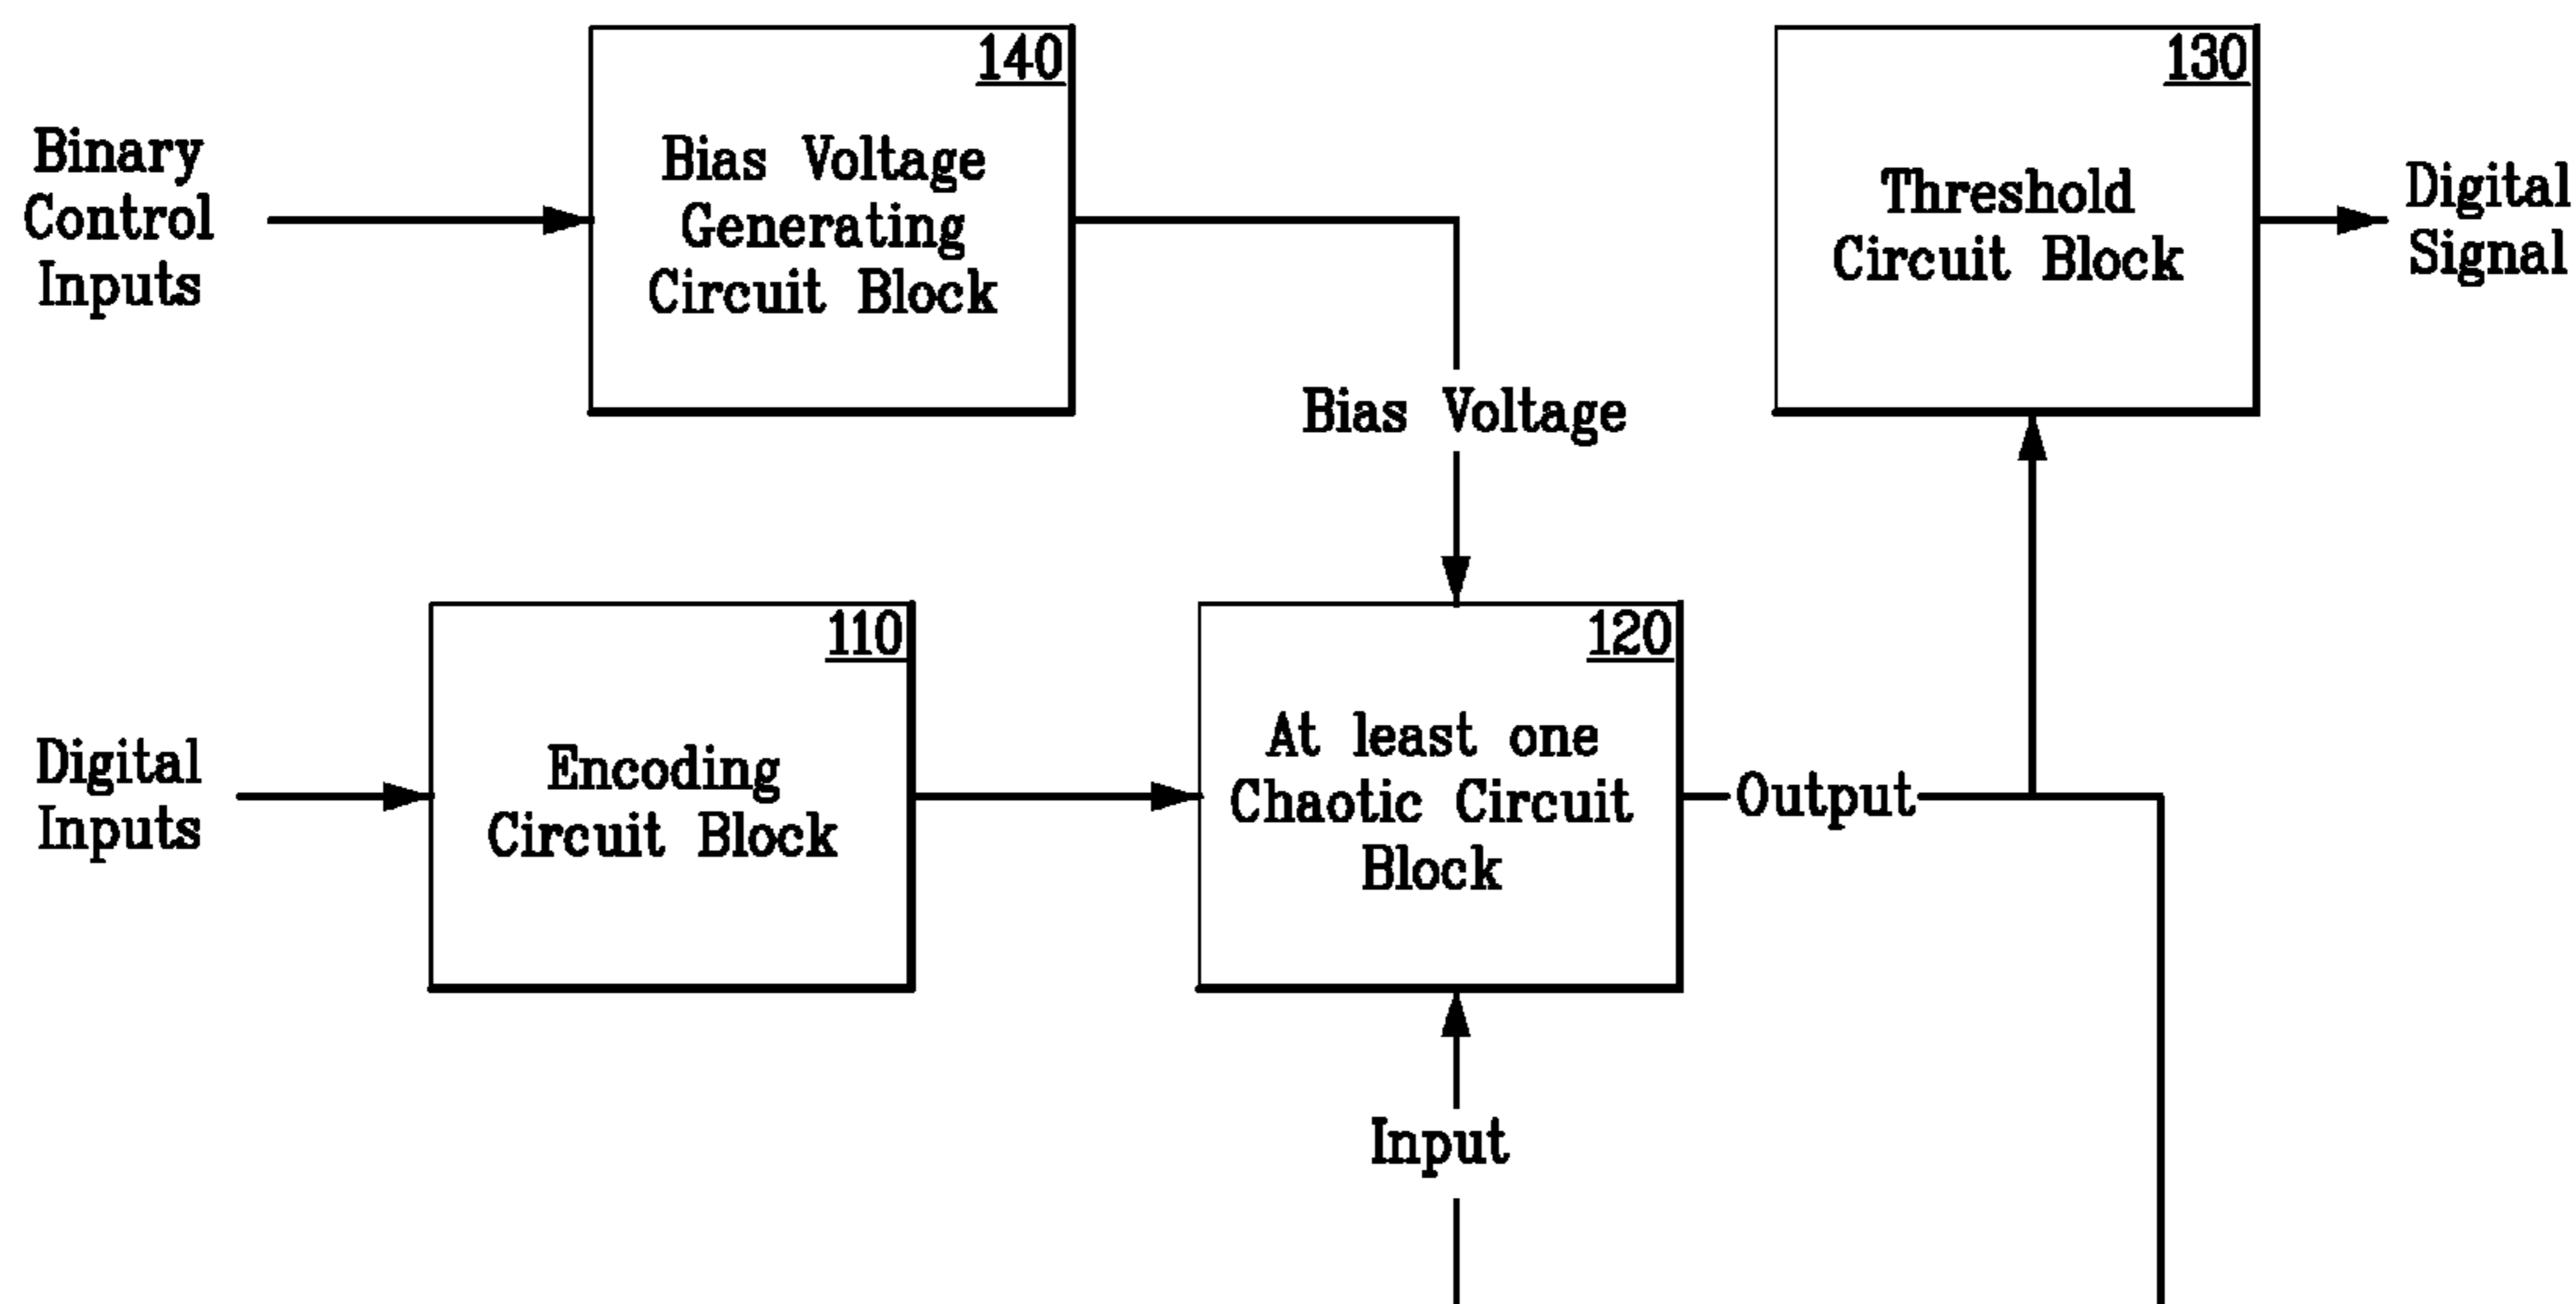 Binary
Control
Inputs
140
Bias Voltage
Generating
Circuit Block
Bias Voltage
130
Threshold
Circuit Block
Digital
Signal
Digital
Inputs
110
Encoding
Circuit Block
120
At least one
Chaotic Circuit
Block
Output
Input